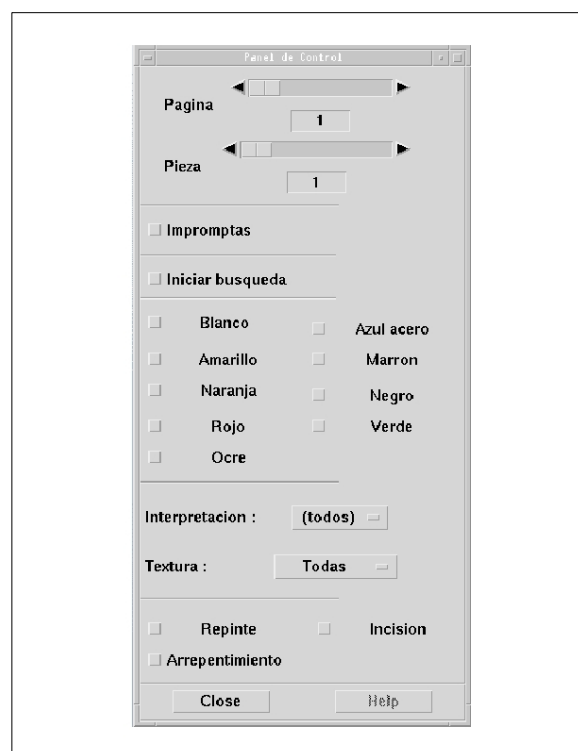 Panel de Control
Pagina
1
Pieza
1
Impromptas
Iniciar busqueda
Blanco Azul acero
Amarillo Marron
Naranja Negro
Rojo Verde
Ocre
Interpretacion : (todos)
Textura : Todas
Repinte Incision
Arrepentimiento
Close Help